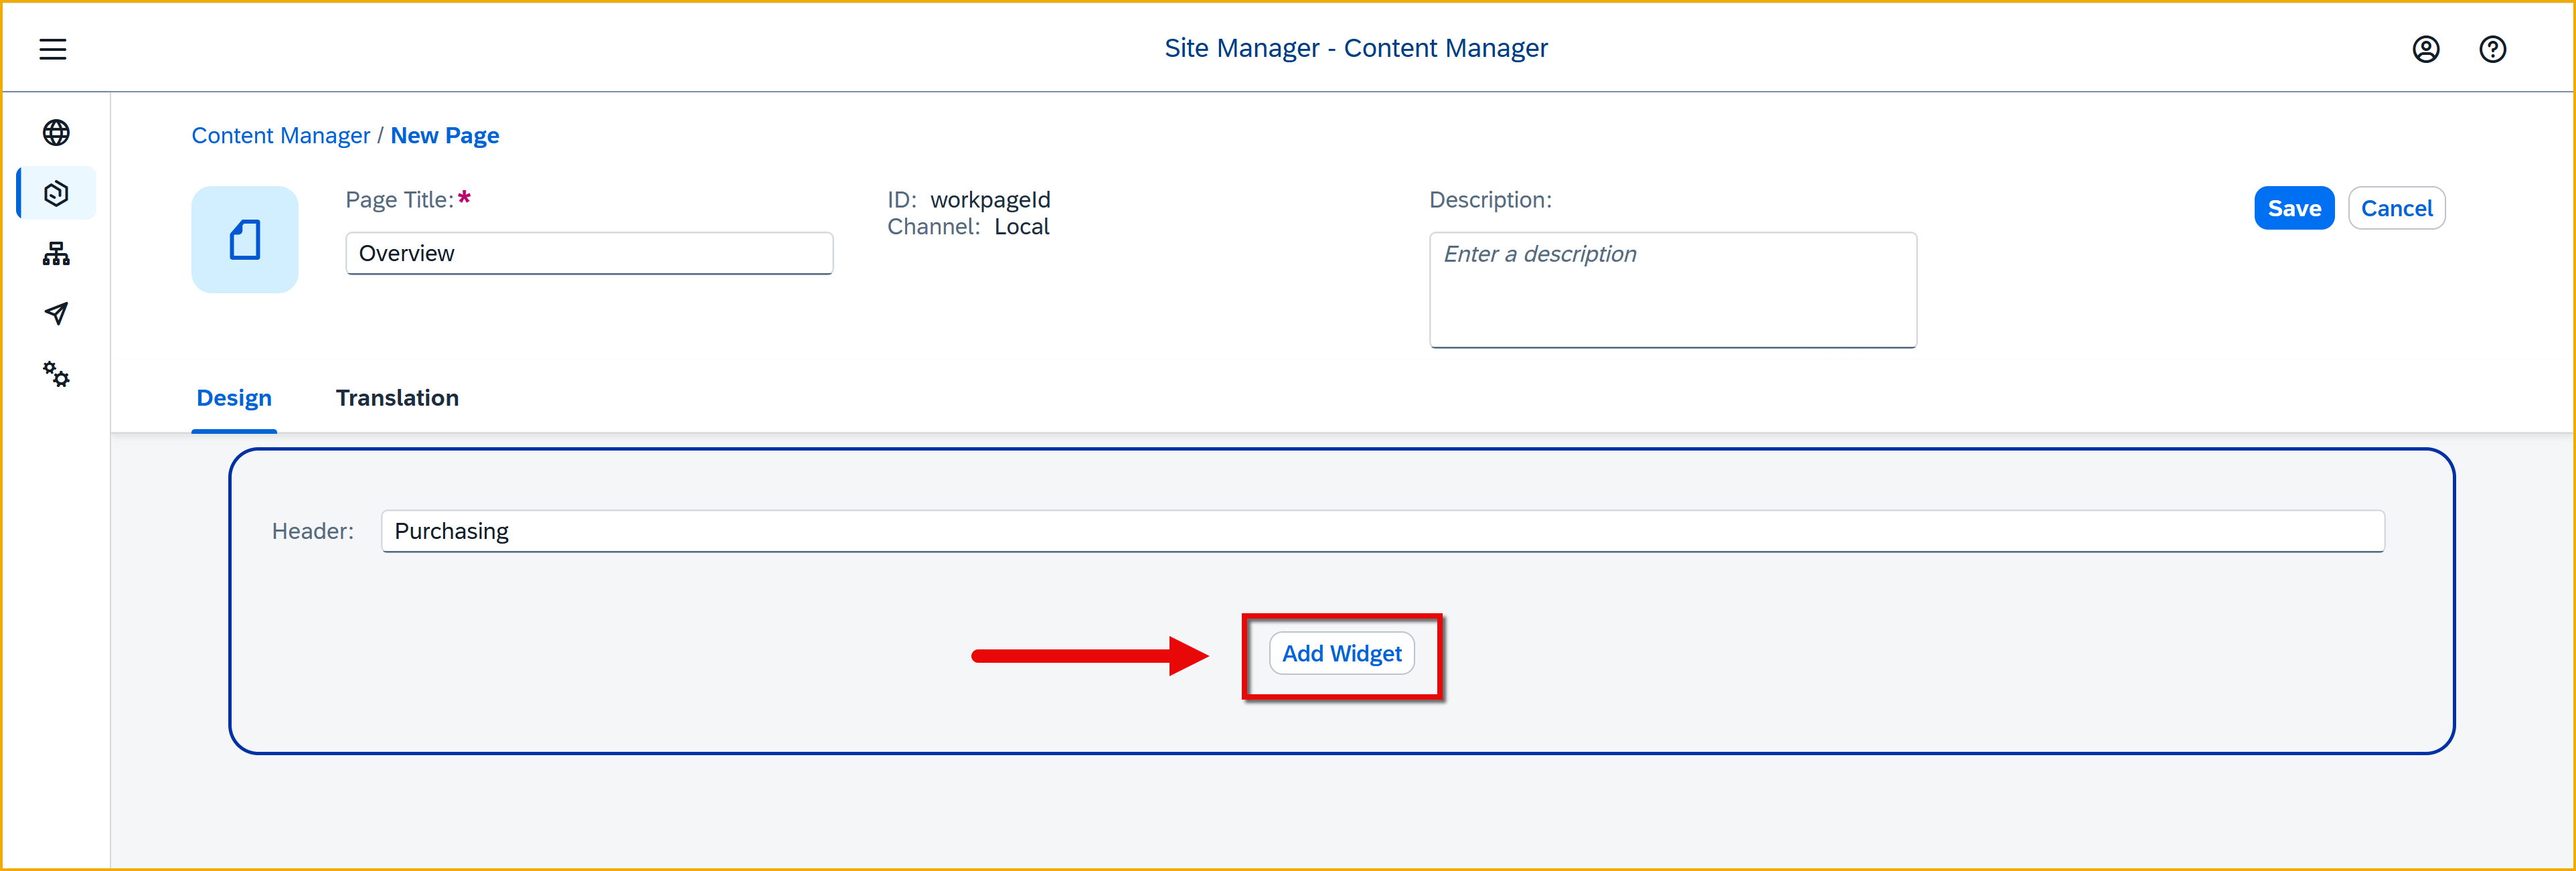 Site Manager - Content Manager
Content Manager / New Page
Page Title:*
Overview
ID: workpageId
Channel: Local
Description:
Enter a description
Save
Cancel
Design
Translation
Header:
Purchasing
Add Widget